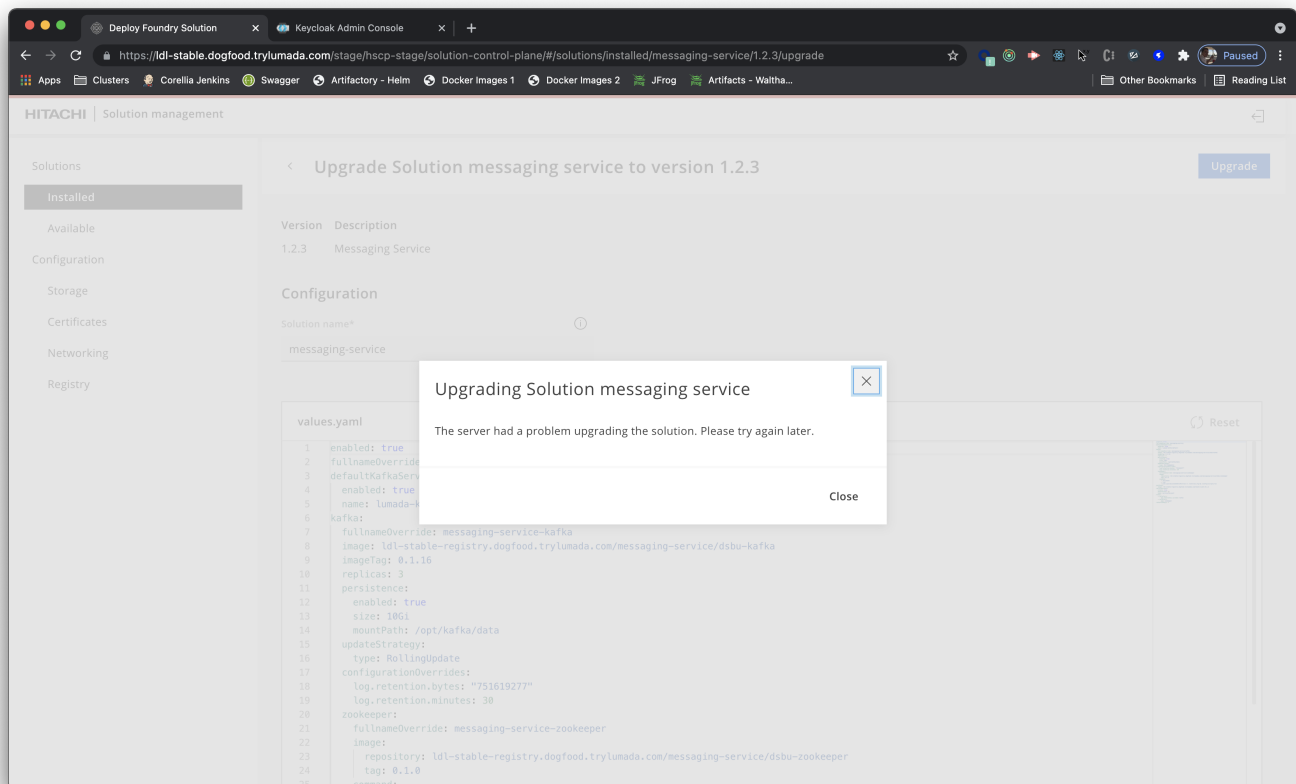 Deploy Foundry Solution
Keycloak Admin Console
https://ldl-stable.dogfood.trylumada.com/stage/hscp-stage/solution-control-plane/#/solutions/installed/messaging-service/1.2.3/upgrade
Paused
Apps
Clusters
Corellia Jenkins
Swagger
Artifactory - Helm
Docker Images 1
Docker Images 2
JFrog
Artifacts - Waltha...
Other Bookmarks
Reading List
HITACHI
Solution management
Solutions
Installed
Available
Configuration
Storage
Certificates
Networking
Registry
Upgrade Solution messaging service to version 1.2.3
Upgrade
Version Description
1.2.3 Messaging Service
Configuration
Solution name*
messaging-service
Upgrading Solution messaging service
The server had a problem upgrading the solution. Please try again later.
Close
values.yaml
Reset
1 enabled: true
2 fullnameOverride
3 defaultKafkaServ
4 enabled: true
5 name: lumada-k
6 kafka:
7 fullnameOverride: messaging-service-kafka
8 image: ldl-stable-registry.dogfood.trylumada.com/messaging-service/dsbu-kafka
9 imageTag: 0.1.16
10 replicas: 3
11 persistence:
12 enabled: true
13 size: 10Gi
14 mountPath: /opt/kafka/data
15 updateStrategy:
16 type: RollingUpdate
17 configurationOverrides:
18 log.retention.bytes: "751619277"
19 log.retention.minutes: 30
20 zookeeper:
21 fullnameOverride: messaging-service-zookeeper
22 image:
23 repository: ldl-stable-registry.dogfood.trylumada.com/messaging-service/dsbu-zookeeper
24 tag: 0.1.0